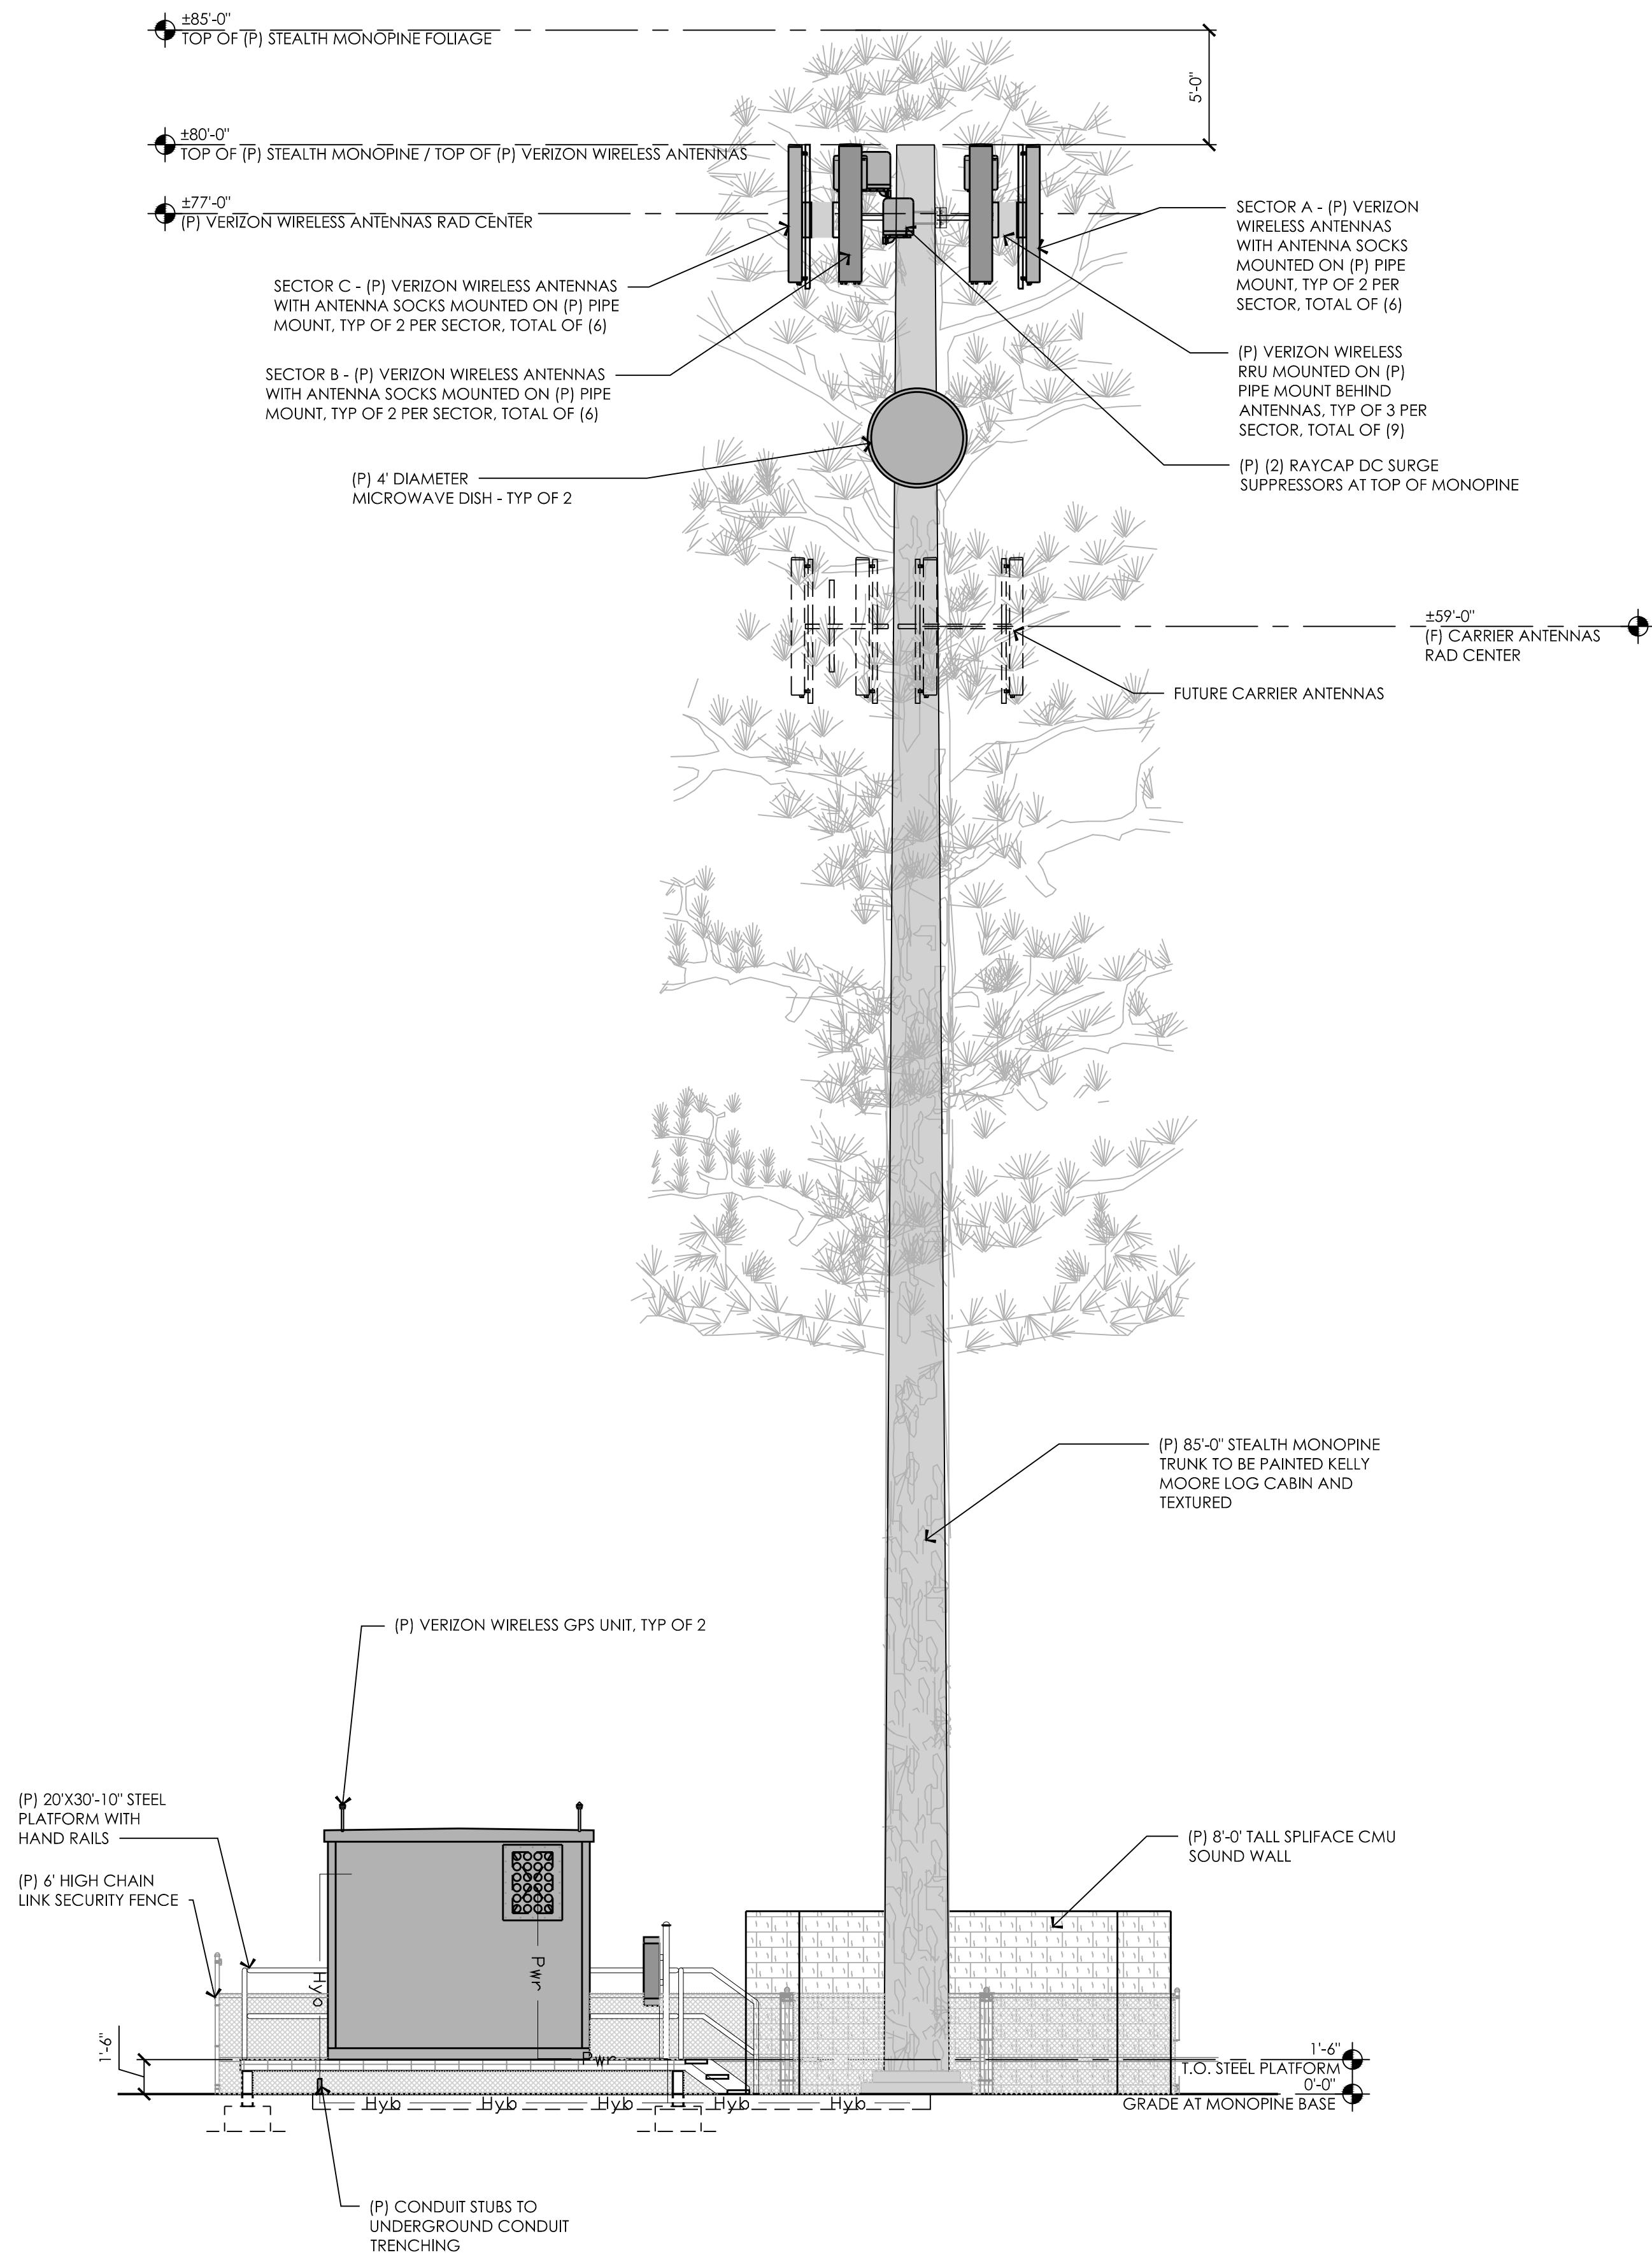 ±85'-0"
TOP OF (P) STEALTH MONOPINE FOLIAGE
5'-0"
±80'-0"
TOP OF (P) STEALTH MONOPINE / TOP OF (P) VERIZON WIRELESS ANTENNAS
±77'-0"
(P) VERIZON WIRELESS ANTENNAS RAD CENTER
SECTOR A - (P) VERIZON
WIRELESS ANTENNAS
WITH ANTENNA SOCKS
MOUNTED ON (P) PIPE
MOUNT, TYP OF 2 PER
SECTOR, TOTAL OF (6)
SECTOR C - (P) VERIZON WIRELESS ANTENNAS
WITH ANTENNA SOCKS MOUNTED ON (P) PIPE
MOUNT, TYP OF 2 PER SECTOR, TOTAL OF (6)
(P) VERIZON WIRELESS
RRU MOUNTED ON (P)
PIPE MOUNT BEHIND
ANTENNAS, TYP OF 3 PER
SECTOR, TOTAL OF (9)
SECTOR B - (P) VERIZON WIRELESS ANTENNAS
WITH ANTENNA SOCKS MOUNTED ON (P) PIPE
MOUNT, TYP OF 2 PER SECTOR, TOTAL OF (6)
(P) (2) RAYCAP DC SURGE
SUPPRESSORS AT TOP OF MONOPINE
(P) 4' DIAMETER
MICROWAVE DISH - TYP OF 2
±59'-0"
(F) CARRIER ANTENNAS
RAD CENTER
FUTURE CARRIER ANTENNAS
(P) 85'-0" STEALTH MONOPINE
TRUNK TO BE PAINTED KELLY
MOORE LOG CABIN AND
TEXTURED
(P) VERIZON WIRELESS GPS UNIT, TYP OF 2
(P) 20'X30'-10" STEEL
PLATFORM WITH
HAND RAILS
(P) 8'-0' TALL SPLIFACE CMU
SOUND WALL
(P) 6' HIGH CHAIN
LINK SECURITY FENCE
Hyb
Pwr
Pwr
1'-6"
1'-6"
T.O. STEEL PLATFORM
0'-0"
GRADE AT MONOPINE BASE
Hyb Hyb Hyb Hyb Hyb
(P) CONDUIT STUBS TO
UNDERGROUND CONDUIT
TRENCHING